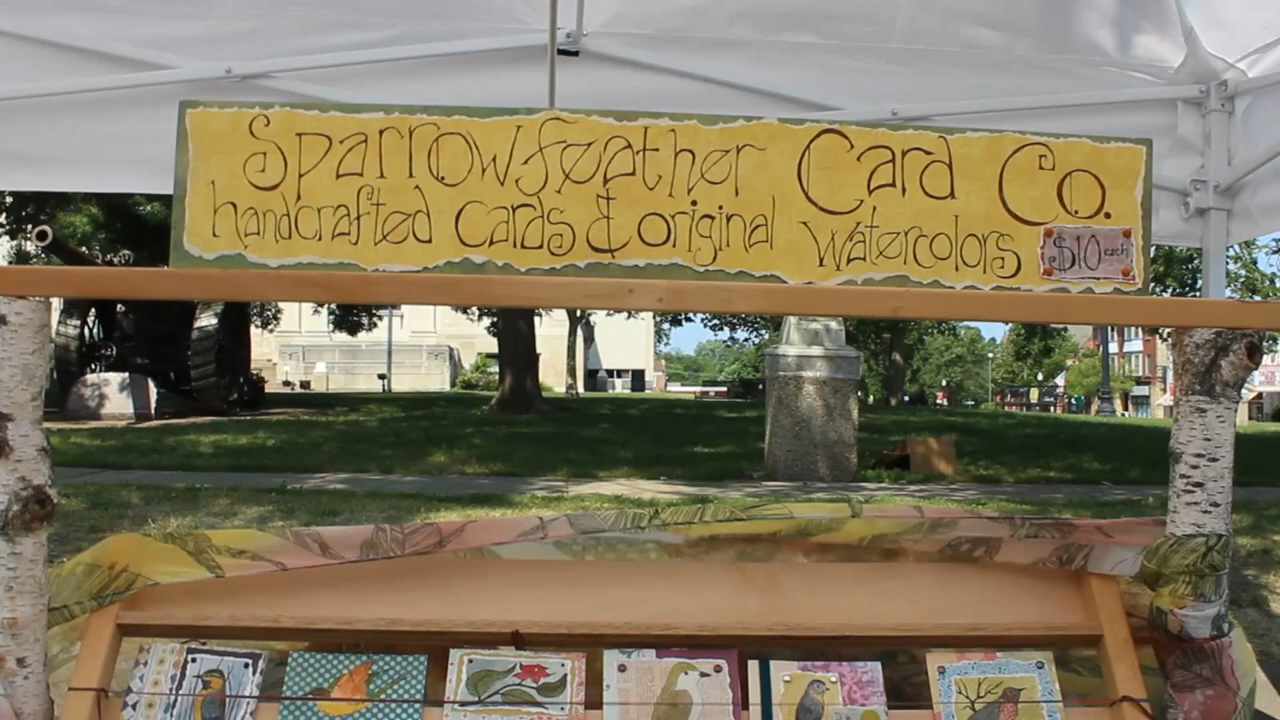 Sparrowfeather Card Co.
handcrafted cards & original watercolors
$10 each